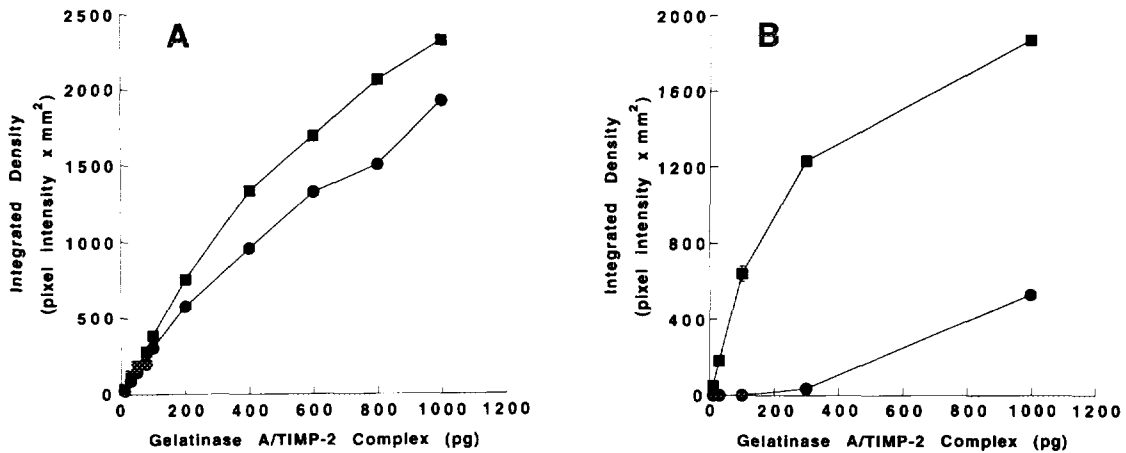 A
2500
2000
1500
1000
500
0
0 200 400 600 800 1000 1200
Integrated Density
(pixel intensity x mm²)
Gelatinase A/TIMP-2 Complex (pg)
B
2000
1600
1200
800
400
0
0 200 400 600 800 1000 1200
Integrated Density
(pixel intensity x mm²)
Gelatinase A/TIMP-2 Complex (pg)